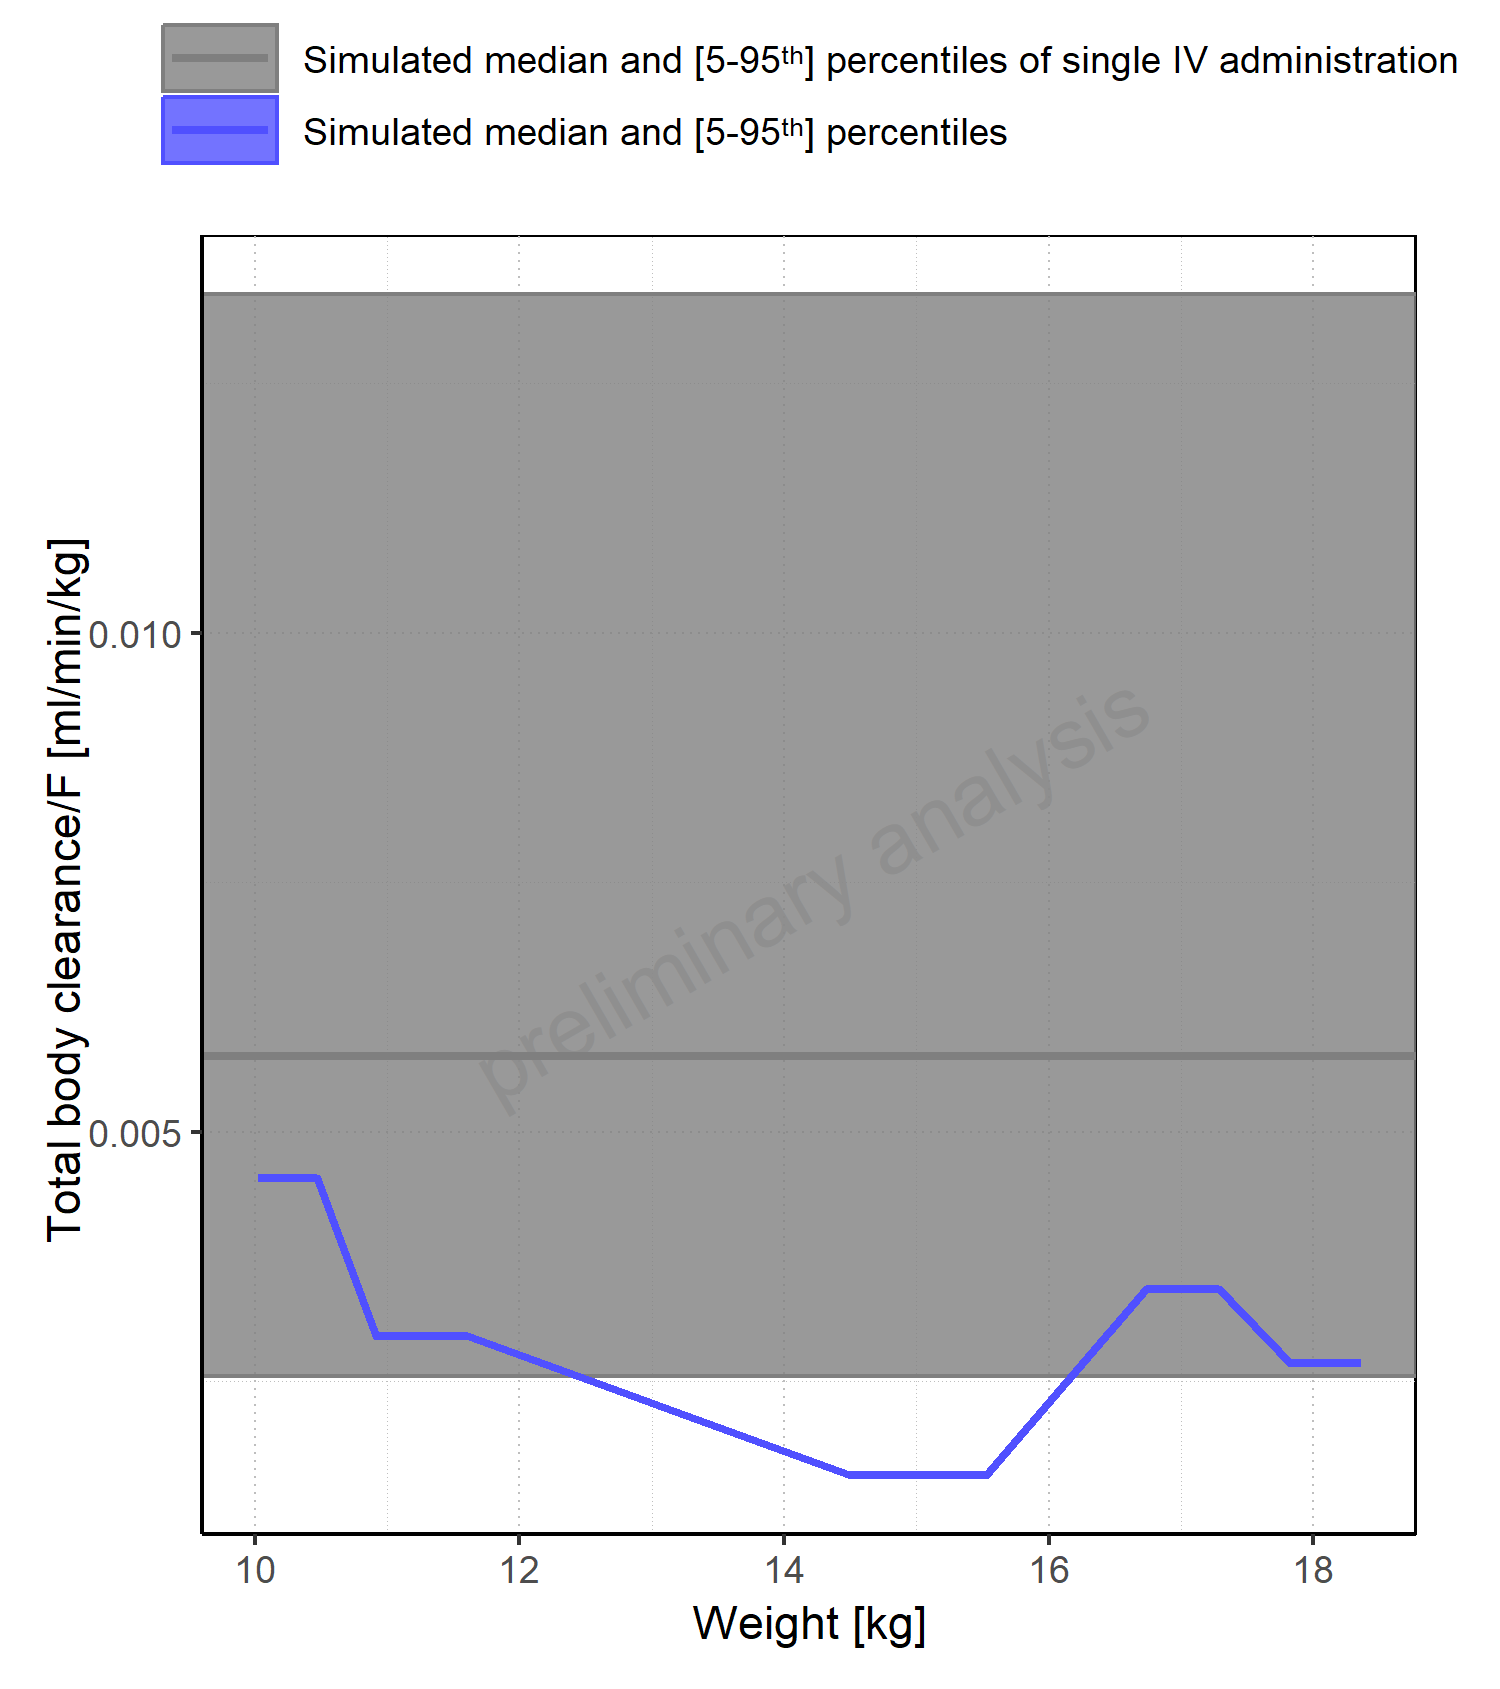 Simulated median and [5-95th] percentiles of single IV administration
Simulated median and [5-95th] percentiles
Total body clearance/F [ml/min/kg]
0.010
0.005
preliminary analysis
10 12 14 16 18
Weight [kg]